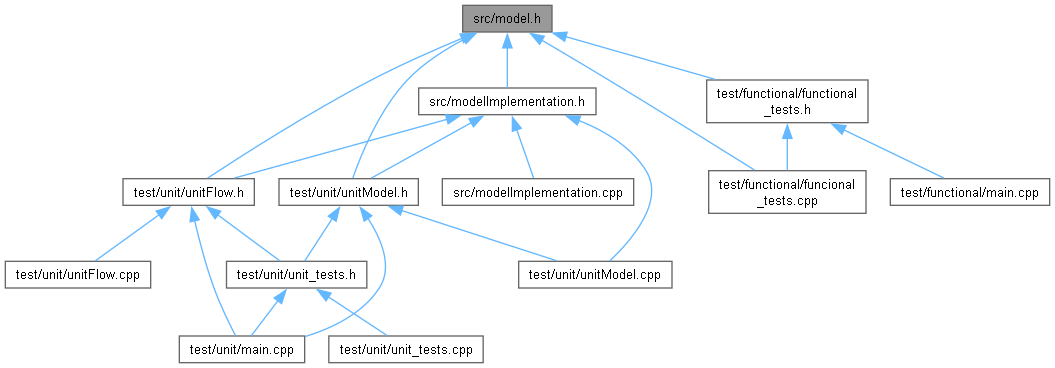 src/model.h
src/modelImplementation.h
test/functional/functional
_tests.h
test/unit/unitFlow.h
test/unit/unitModel.h
src/modelImplementation.cpp
test/functional/funcional
_tests.cpp
test/functional/main.cpp
test/unit/unitFlow.cpp
test/unit/unit_tests.h
test/unit/unitModel.cpp
test/unit/main.cpp
test/unit/unit_tests.cpp